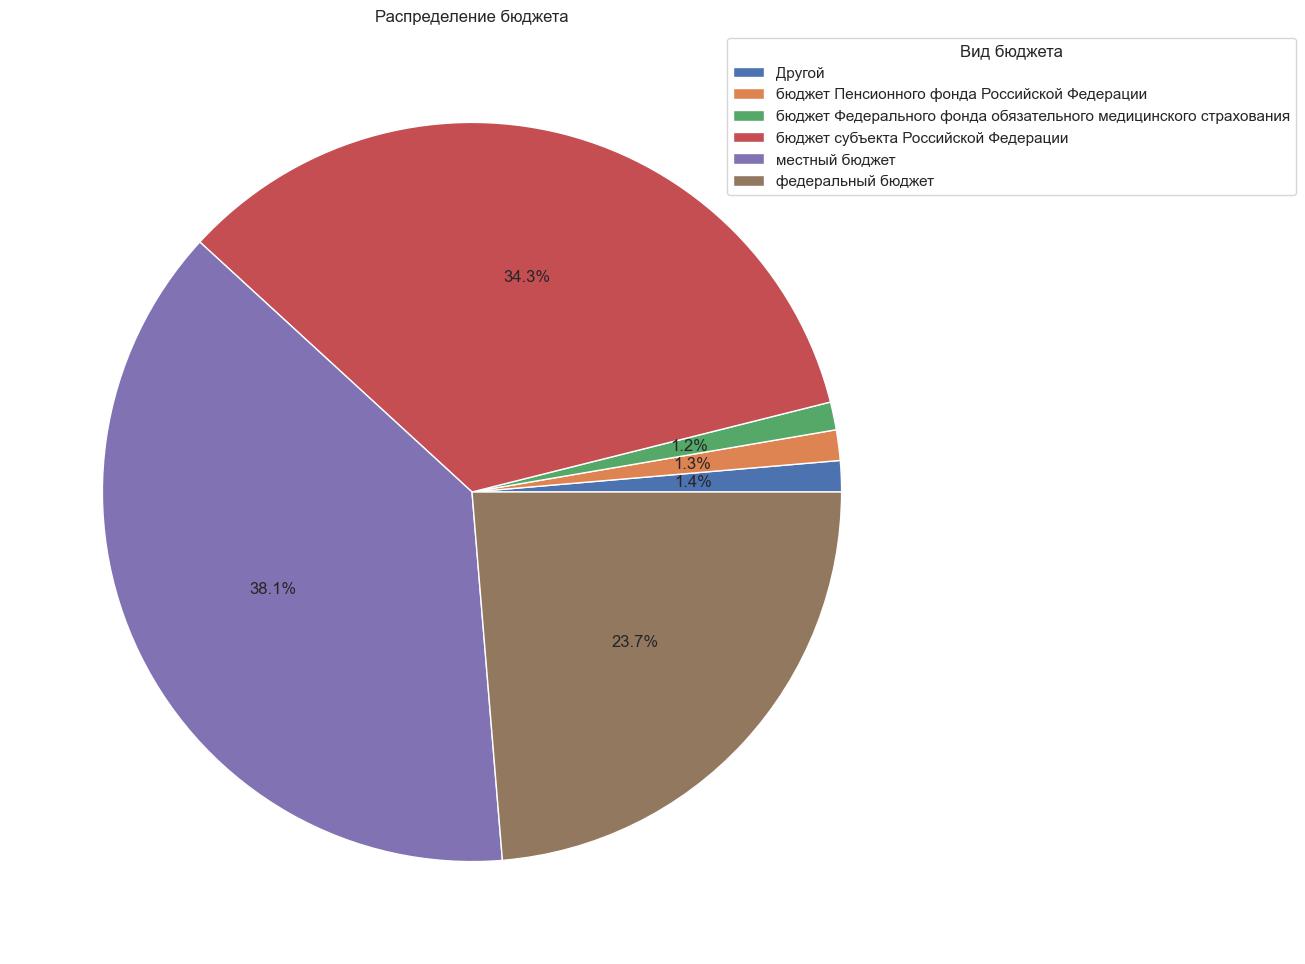 Распределение бюджета
Вид бюджета
Другой
бюджет Пенсионного фонда Российской Федерации
бюджет Федерального фонда обязательного медицинского страхования
бюджет субъекта Российской Федерации
местный бюджет
федеральный бюджет
34.3%
1.2%
1.3%
1.4%
38.1%
23.7%